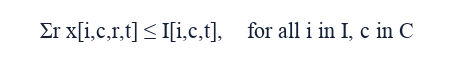 Σr x[i,c,r,t] ≤ I[i,c,t], for all i in I, c in C